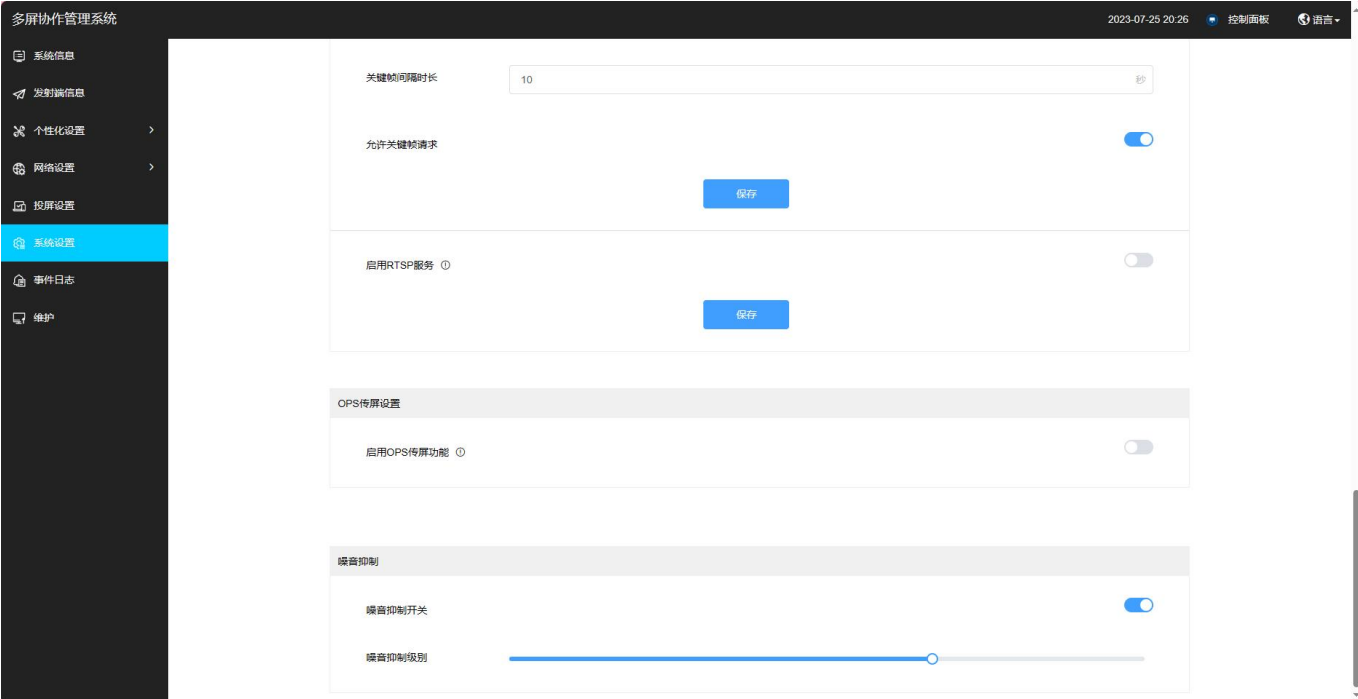 多屏协作管理系统
2023-07-25 20:26 控制面板 语言
系统信息
发射端信息
个性化设置
网络设置
投屏设置
系统设置
事件日志
维护
关键帧间隔时长 10 秒
允许关键帧请求
保存
启用RTSP服务
保存
OPS传屏设置
启用OPS传屏功能
噪音抑制
噪音抑制开关
噪音抑制级别